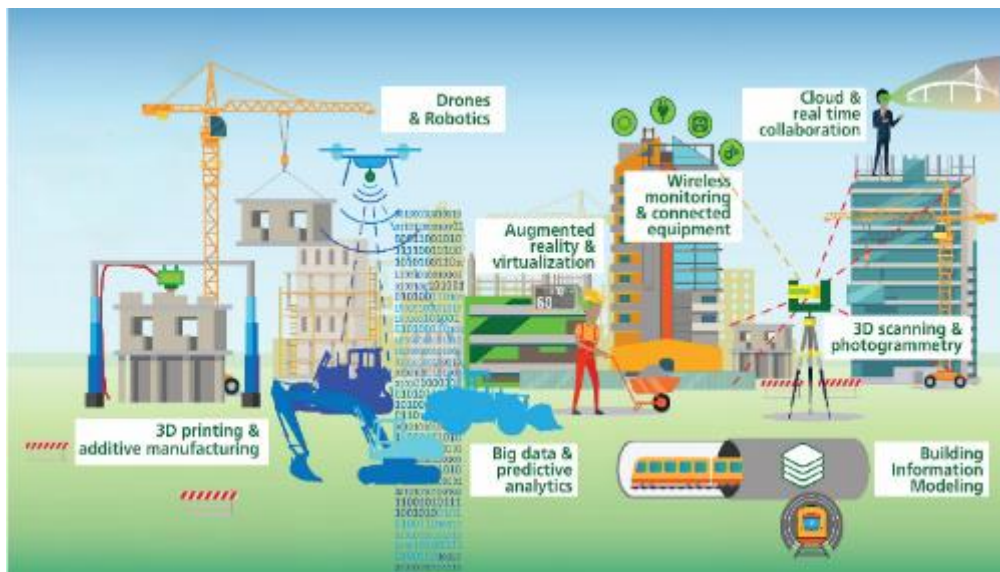 Drones
& Robotics
Cloud &
real time
collaboration
Wireless
monitoring
& connected
equipment
Augmented
reality &
virtualization
60
3D scanning &
photogrammetry
3D printing &
additive manufacturing
Big data &
predictive
analytics
Building
Information
Modeling